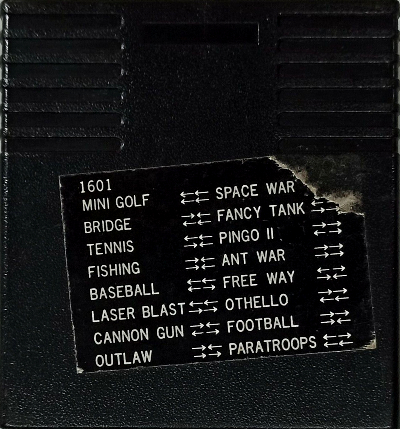 1601
MINI GOLF ⇇ SPACE WAR
BRIDGE ⇄ FANCY TANK
TENNIS ⇆ PINGO II
FISHING ⇉ ANT WAR
BASEBALL ⇆ FREE WAY
LASER BLAST ⇆ OTHELLO
CANNON GUN ⇄ FOOTBALL
OUTLAW ⇉ PARATROOPS